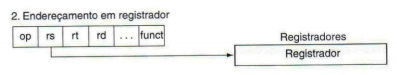 2. Endereçamento em registrador
op rs rt rd ... funct
Registradores
Registrador